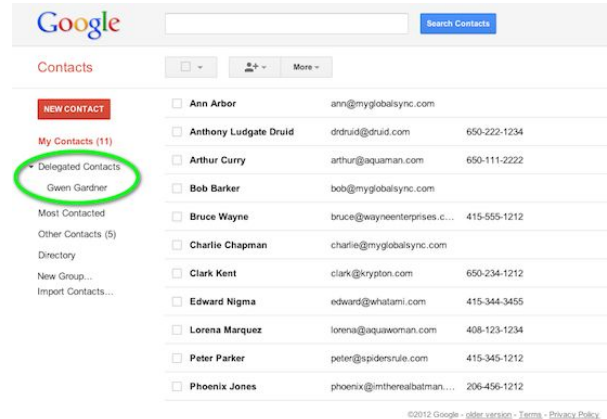 Google
Search Contacts
Contacts
More
NEW CONTACT
My Contacts (11)
Delegated Contacts
Gwen Gardner
Most Contacted
Other Contacts (5)
Directory
New Group...
Import Contacts...
Ann Arbor ann@myglobalsync.com
Anthony Ludgate Druid drdruid@druid.com 650-222-1234
Arthur Curry arthur@aquaman.com 650-111-2222
Bob Barker bob@myglobalsync.com
Bruce Wayne bruce@wayneenterprises.c... 415-555-1212
Charlie Chapman charlie@myglobalsync.com
Clark Kent clark@krypton.com 650-234-1212
Edward Nigma edward@whatami.com 415-344-3455
Lorena Marquez lorena@aquawoman.com 408-123-1234
Peter Parker peter@spidersrule.com 415-345-1212
Phoenix Jones phoenix@imtherealbatman.... 206-456-1212
©2012 Google - older version - Terms - Privacy Policy